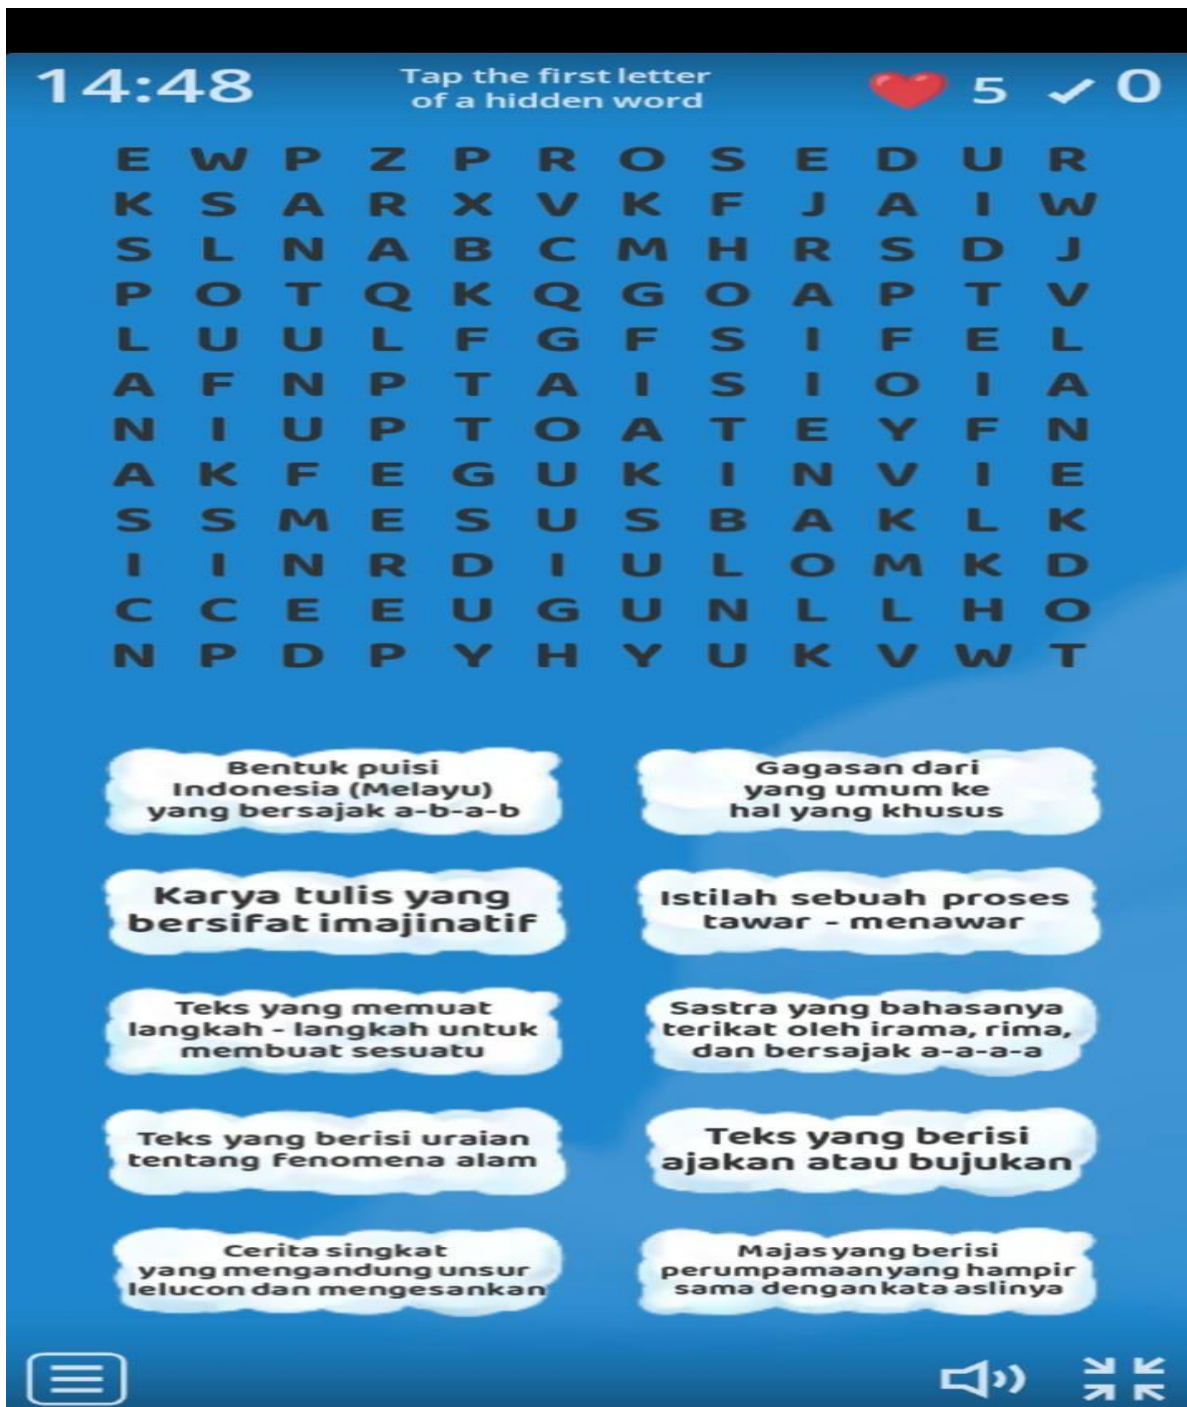 14:48
Tap the first letter
of a hidden word
5
0
E W P Z P R O S E D U R
K S A R X V K F J A I W
S L N A B C M H R S D J
P O T Q K Q G O A P T V
L U U L F G F S I F E L
A F N P T A I S I O I A
N I U P T O A T E Y F N
A K F E G U K I N V I E
S S M E S U S B A K L K
I I N R D I U L O M K D
C C E E U G U N L L H O
N P D P Y H Y U K V W T
Bentuk puisi
Indonesia (Melayu)
yang bersajak a-b-a-b
Gagasan dari
yang umum ke
hal yang khusus
Karya tulis yang
bersifat imajinatif
Istilah sebuah proses
tawar - menawar
Teks yang memuat
langkah - langkah untuk
membuat sesuatu
Sastra yang bahasanya
terikat oleh irama, rima,
dan bersajak a-a-a-a
Teks yang berisi uraian
tentang fenomena alam
Teks yang berisi
ajakan atau bujukan
Cerita singkat
yang mengandung unsur
lelucon dan mengesankan
Majas yang berisi
perumpamaan yang hampir
sama dengan kata aslinya